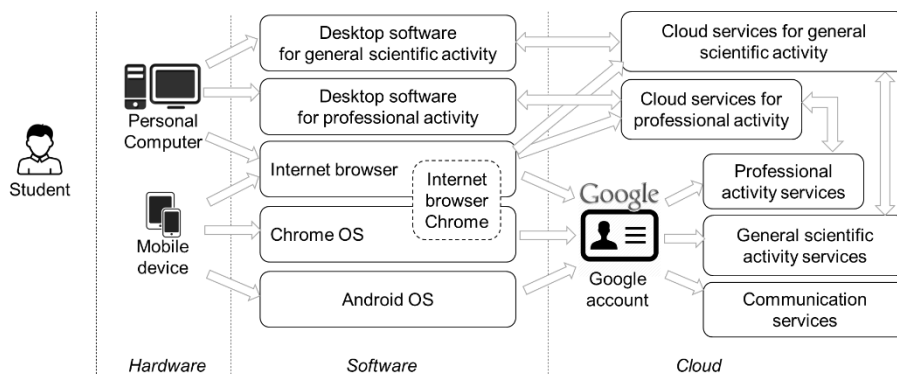 Desktop software
for general scientific activity
Cloud services for general
scientific activity
Desktop software
for professional activity
Cloud services for
professional activity
Personal
Computer
Internet browser
Internet
browser
Chrome
Google
Professional
activity services
Student
Mobile
device
Chrome OS
General scientific
activity services
Google
account
Android OS
Communication
services
Hardware
Software
Cloud